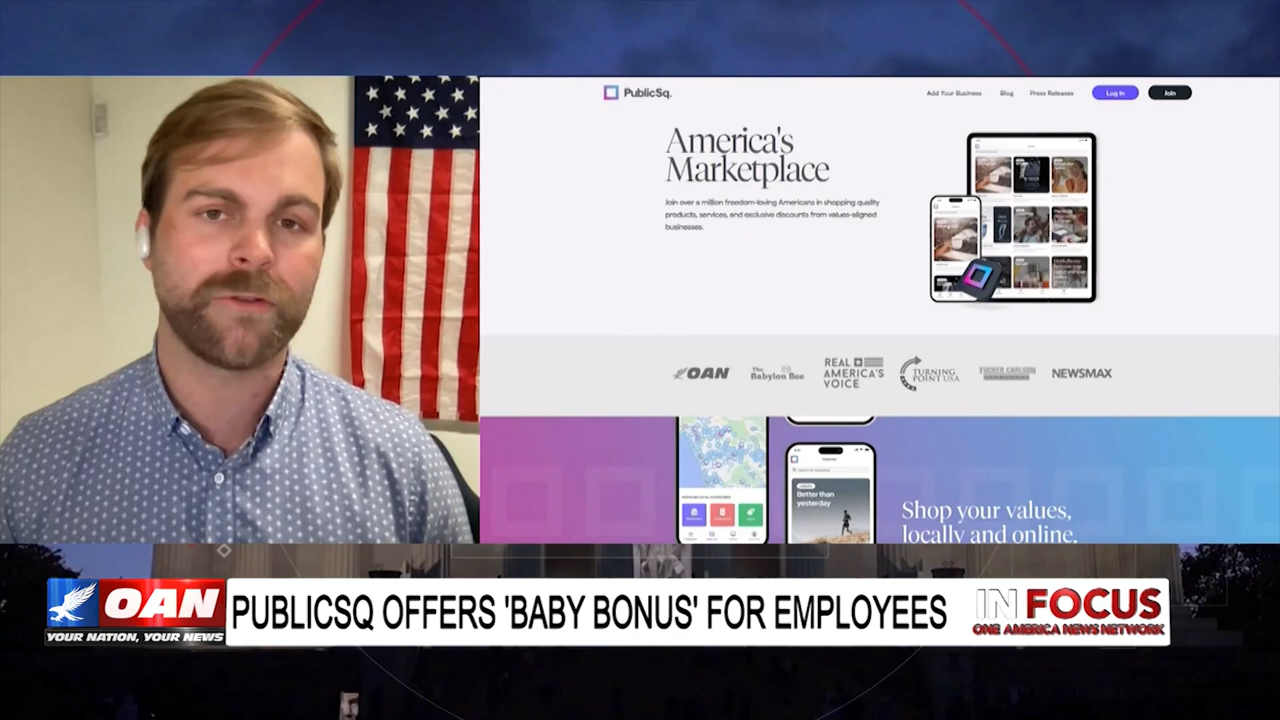 PublicSq.
Add Your Business
Blog
Press Releases
Log In
Join
America's
Marketplace
Join over a million freedom-loving Americans in shopping quality
products, services, and exclusive discounts from values-aligned
businesses.
OAN
The
Babylon Bee
REAL
AMERICA'S
VOICE
TURNING
POINT USA
TUCKER CARLSON
NEWSMAX
Better than
yesterday
Shop your values,
locally and online.
OAN
YOUR NATION, YOUR NEWS
PUBLICSQ OFFERS 'BABY BONUS' FOR EMPLOYEES
IN FOCUS
ONE AMERICA NEWS NETWORK